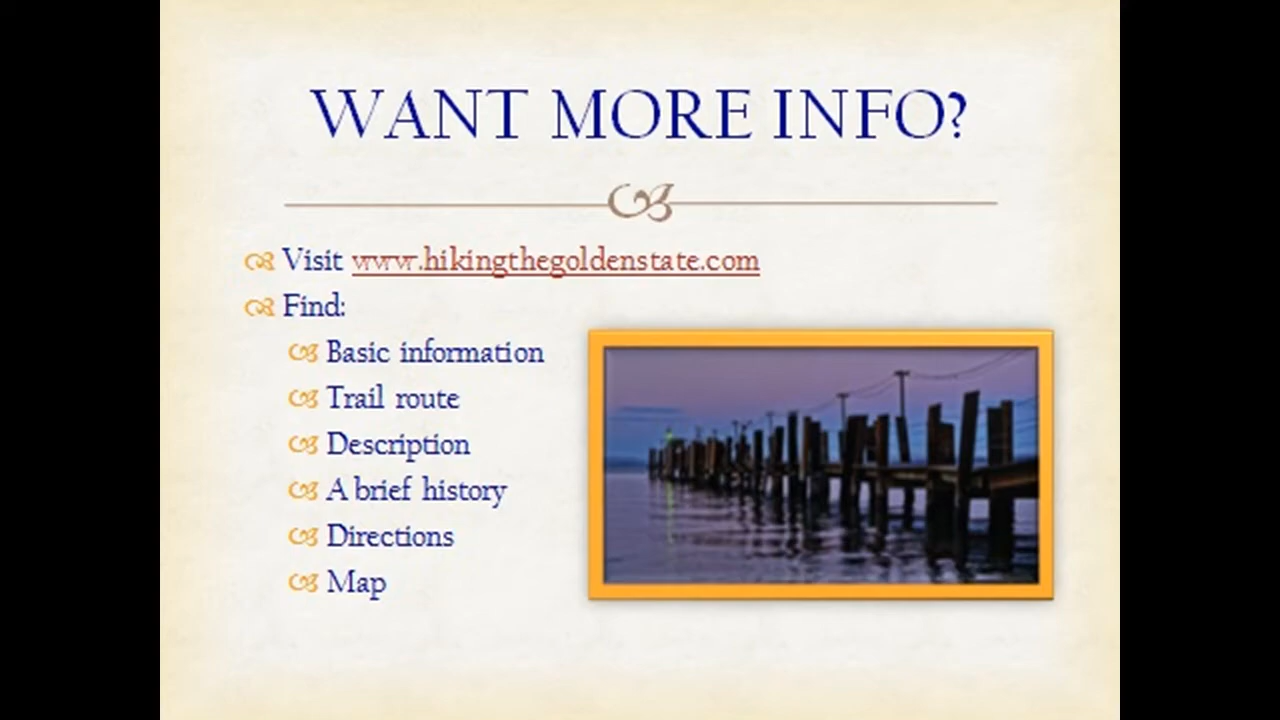 WANT MORE INFO?
Visit www.hikingthegoldenstate.com
Find:
Basic information
Trail route
Description
A brief history
Directions
Map